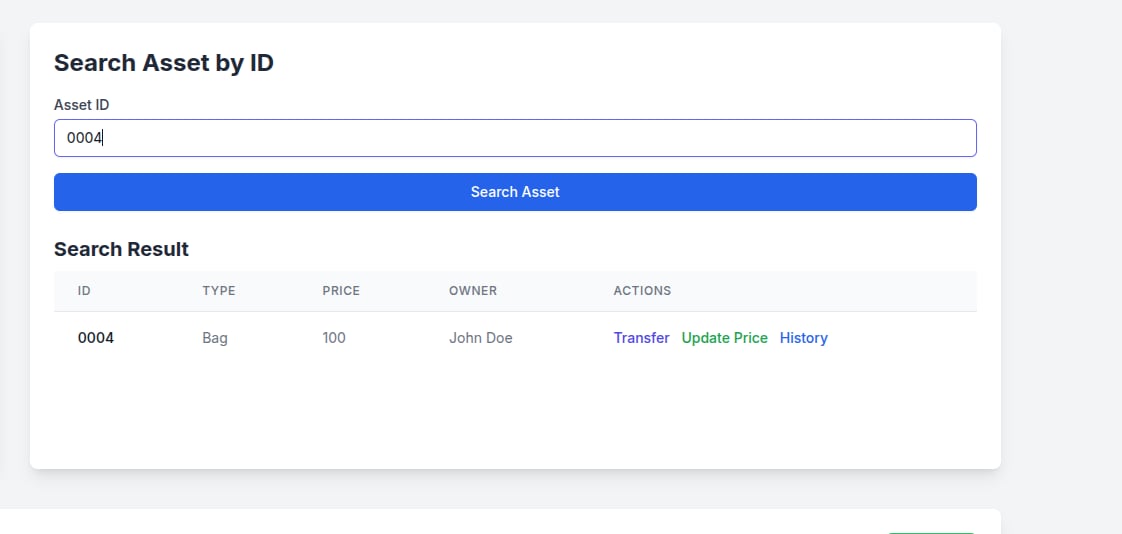 Search Asset by ID
Asset ID
0004
Search Asset
Search Result
ID TYPE PRICE OWNER ACTIONS
0004 Bag 100 John Doe Transfer Update Price History